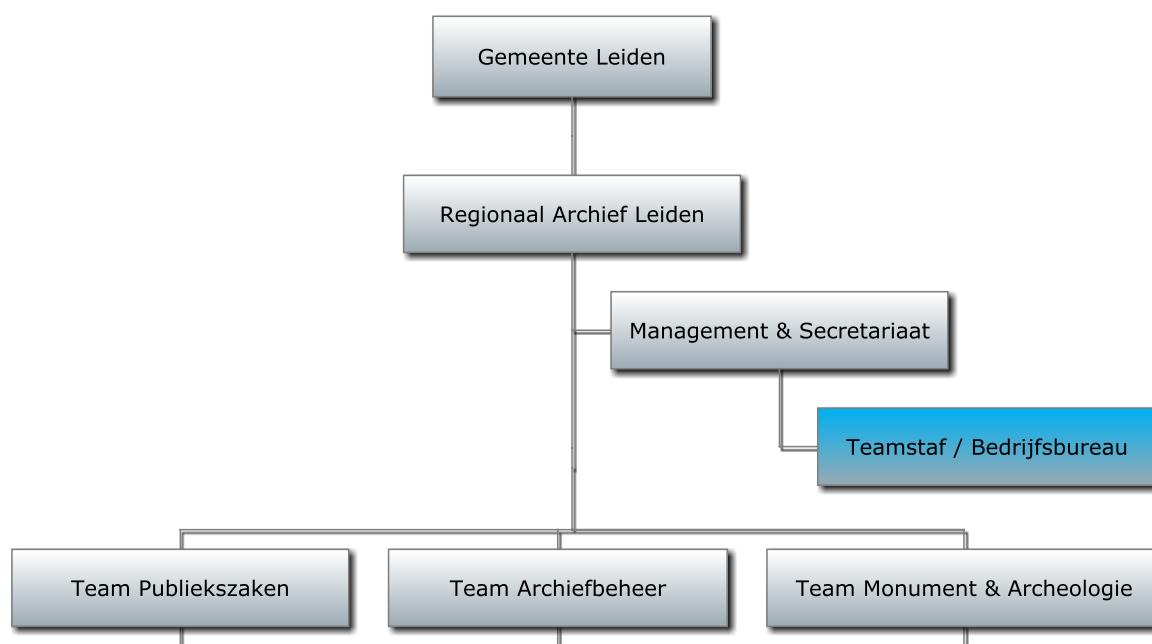 Gemeente Leiden
Regionaal Archief Leiden
Management & Secretariaat
Teamstaf / Bedrijfsbureau
Team Publiekszaken
Team Archiefbeheer
Team Monument & Archeologie